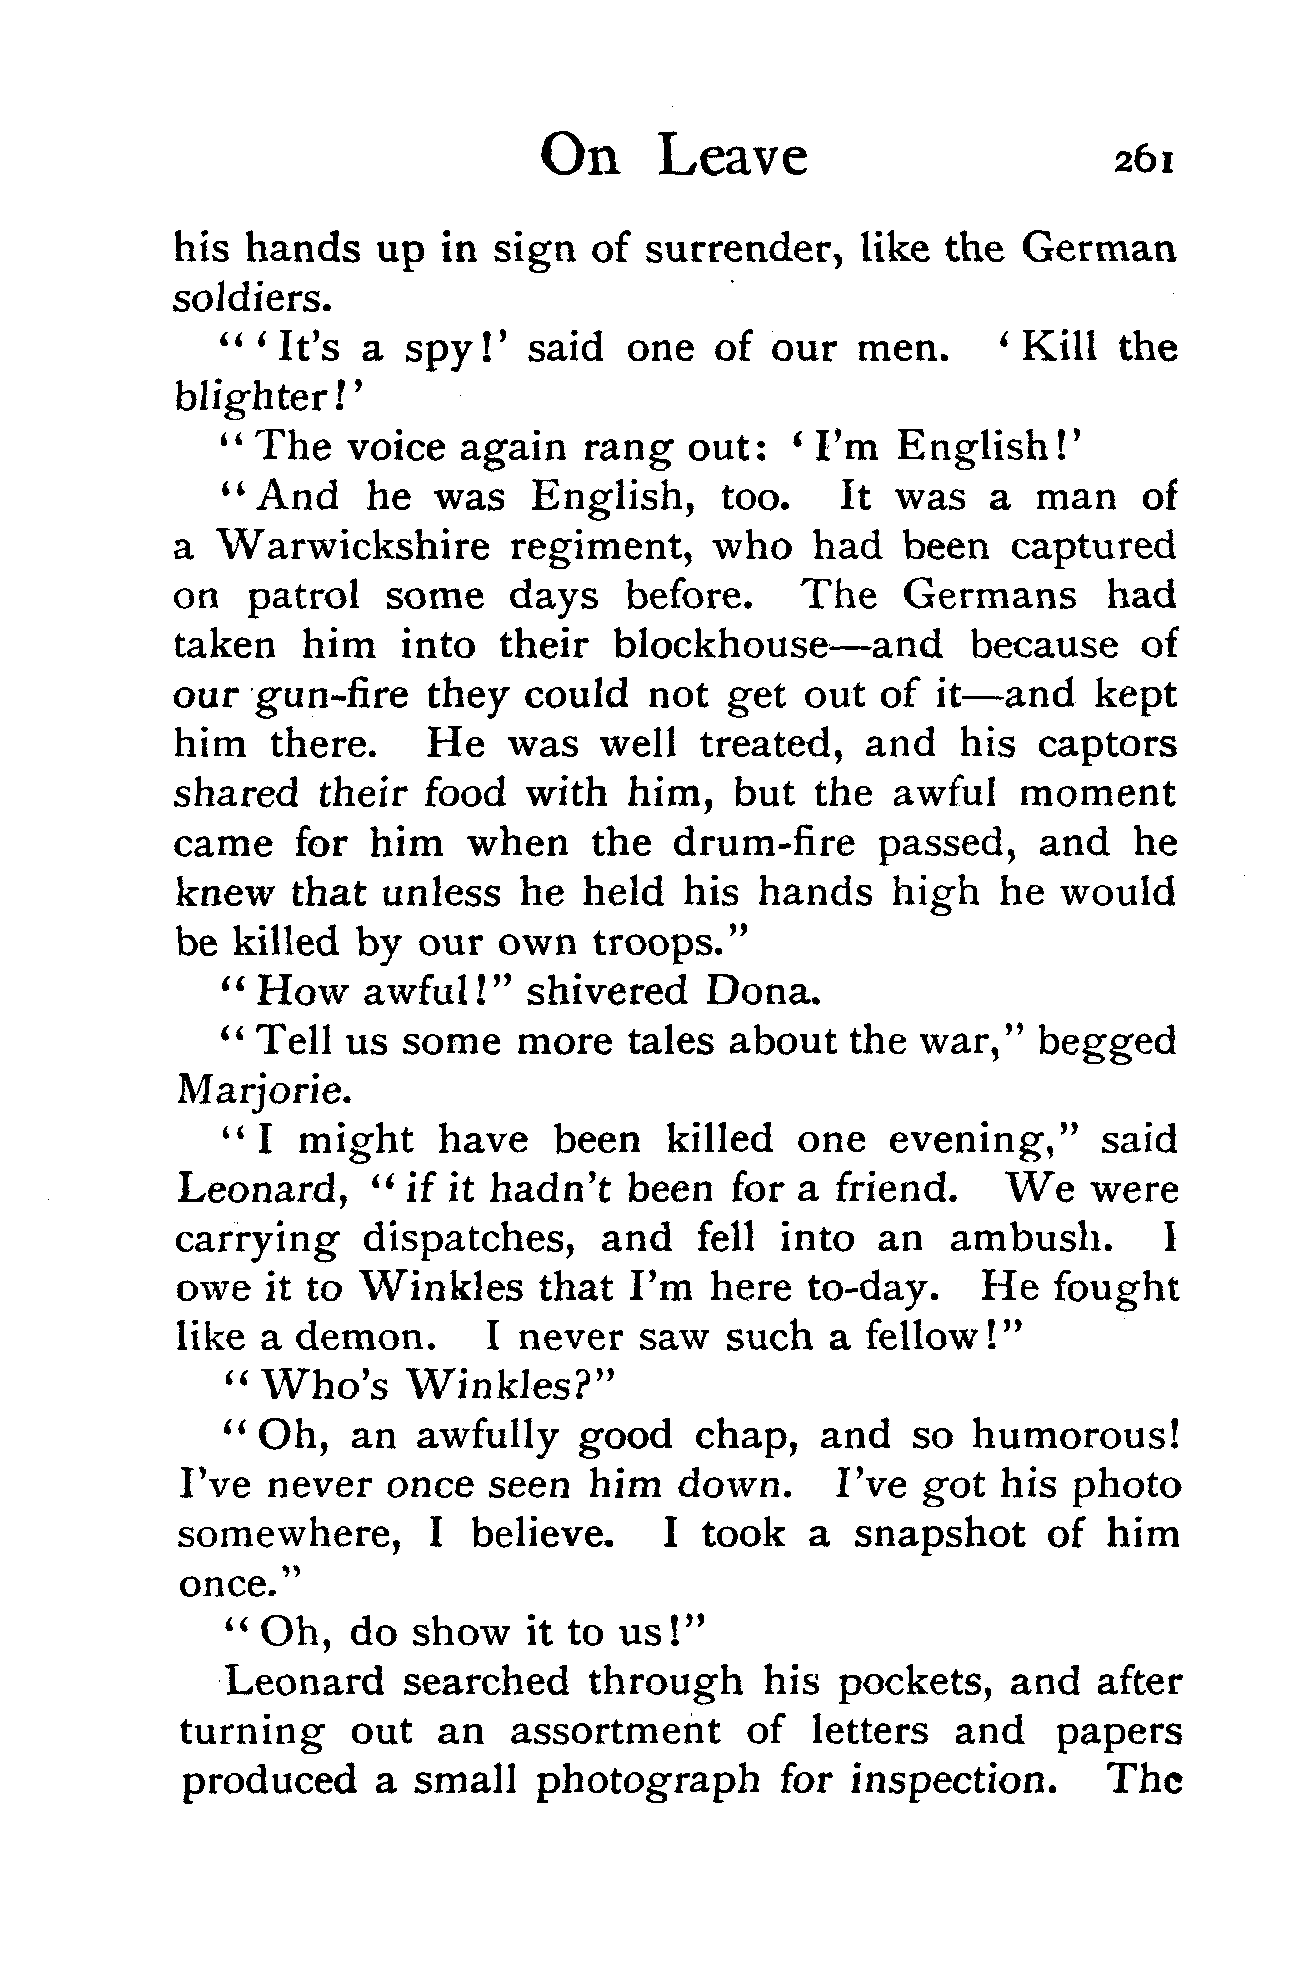 On Leave 261
his hands up in sign of surrender, like the German
soldiers.
“‘It’s a spy!’ said one of our men. ‘Kill the
blighter!’
“The voice again rang out: ‘I’m English!’
“And he was English, too. It was a man of
a Warwickshire regiment, who had been captured
on patrol some days before. The Germans had
taken him into their blockhouse—and because of
our gun-fire they could not get out of it—and kept
him there. He was well treated, and his captors
shared their food with him, but the awful moment
came for him when the drum-fire passed, and he
knew that unless he held his hands high he would
be killed by our own troops.”
“How awful!” shivered Dona.
“Tell us some more tales about the war,” begged
Marjorie.
“I might have been killed one evening,” said
Leonard, “if it hadn’t been for a friend. We were
carrying dispatches, and fell into an ambush. I
owe it to Winkles that I’m here to-day. He fought
like a demon. I never saw such a fellow!”
“Who’s Winkles?”
“Oh, an awfully good chap, and so humorous!
I’ve never once seen him down. I’ve got his photo
somewhere, I believe. I took a snapshot of him
once.”
“Oh, do show it to us!”
Leonard searched through his pockets, and after
turning out an assortment of letters and papers
produced a small photograph for inspection. The